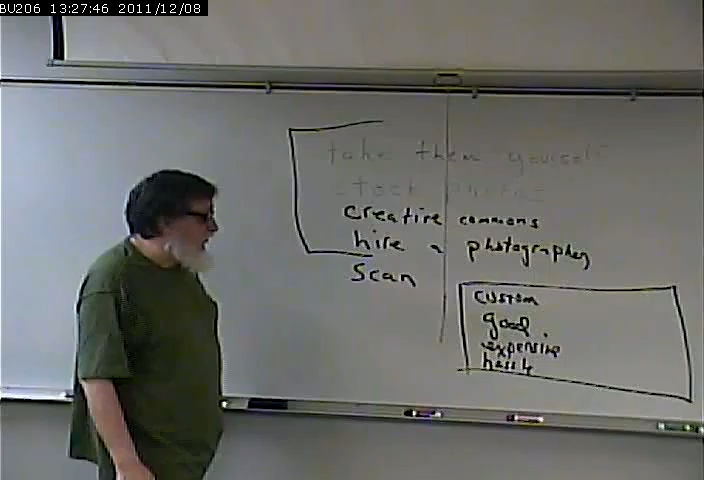 BU206 13:27:46 2011/12/08
take them yourself
stock photos
creative commons
hire a photographer
Scan
custom
good
expensive
hassle